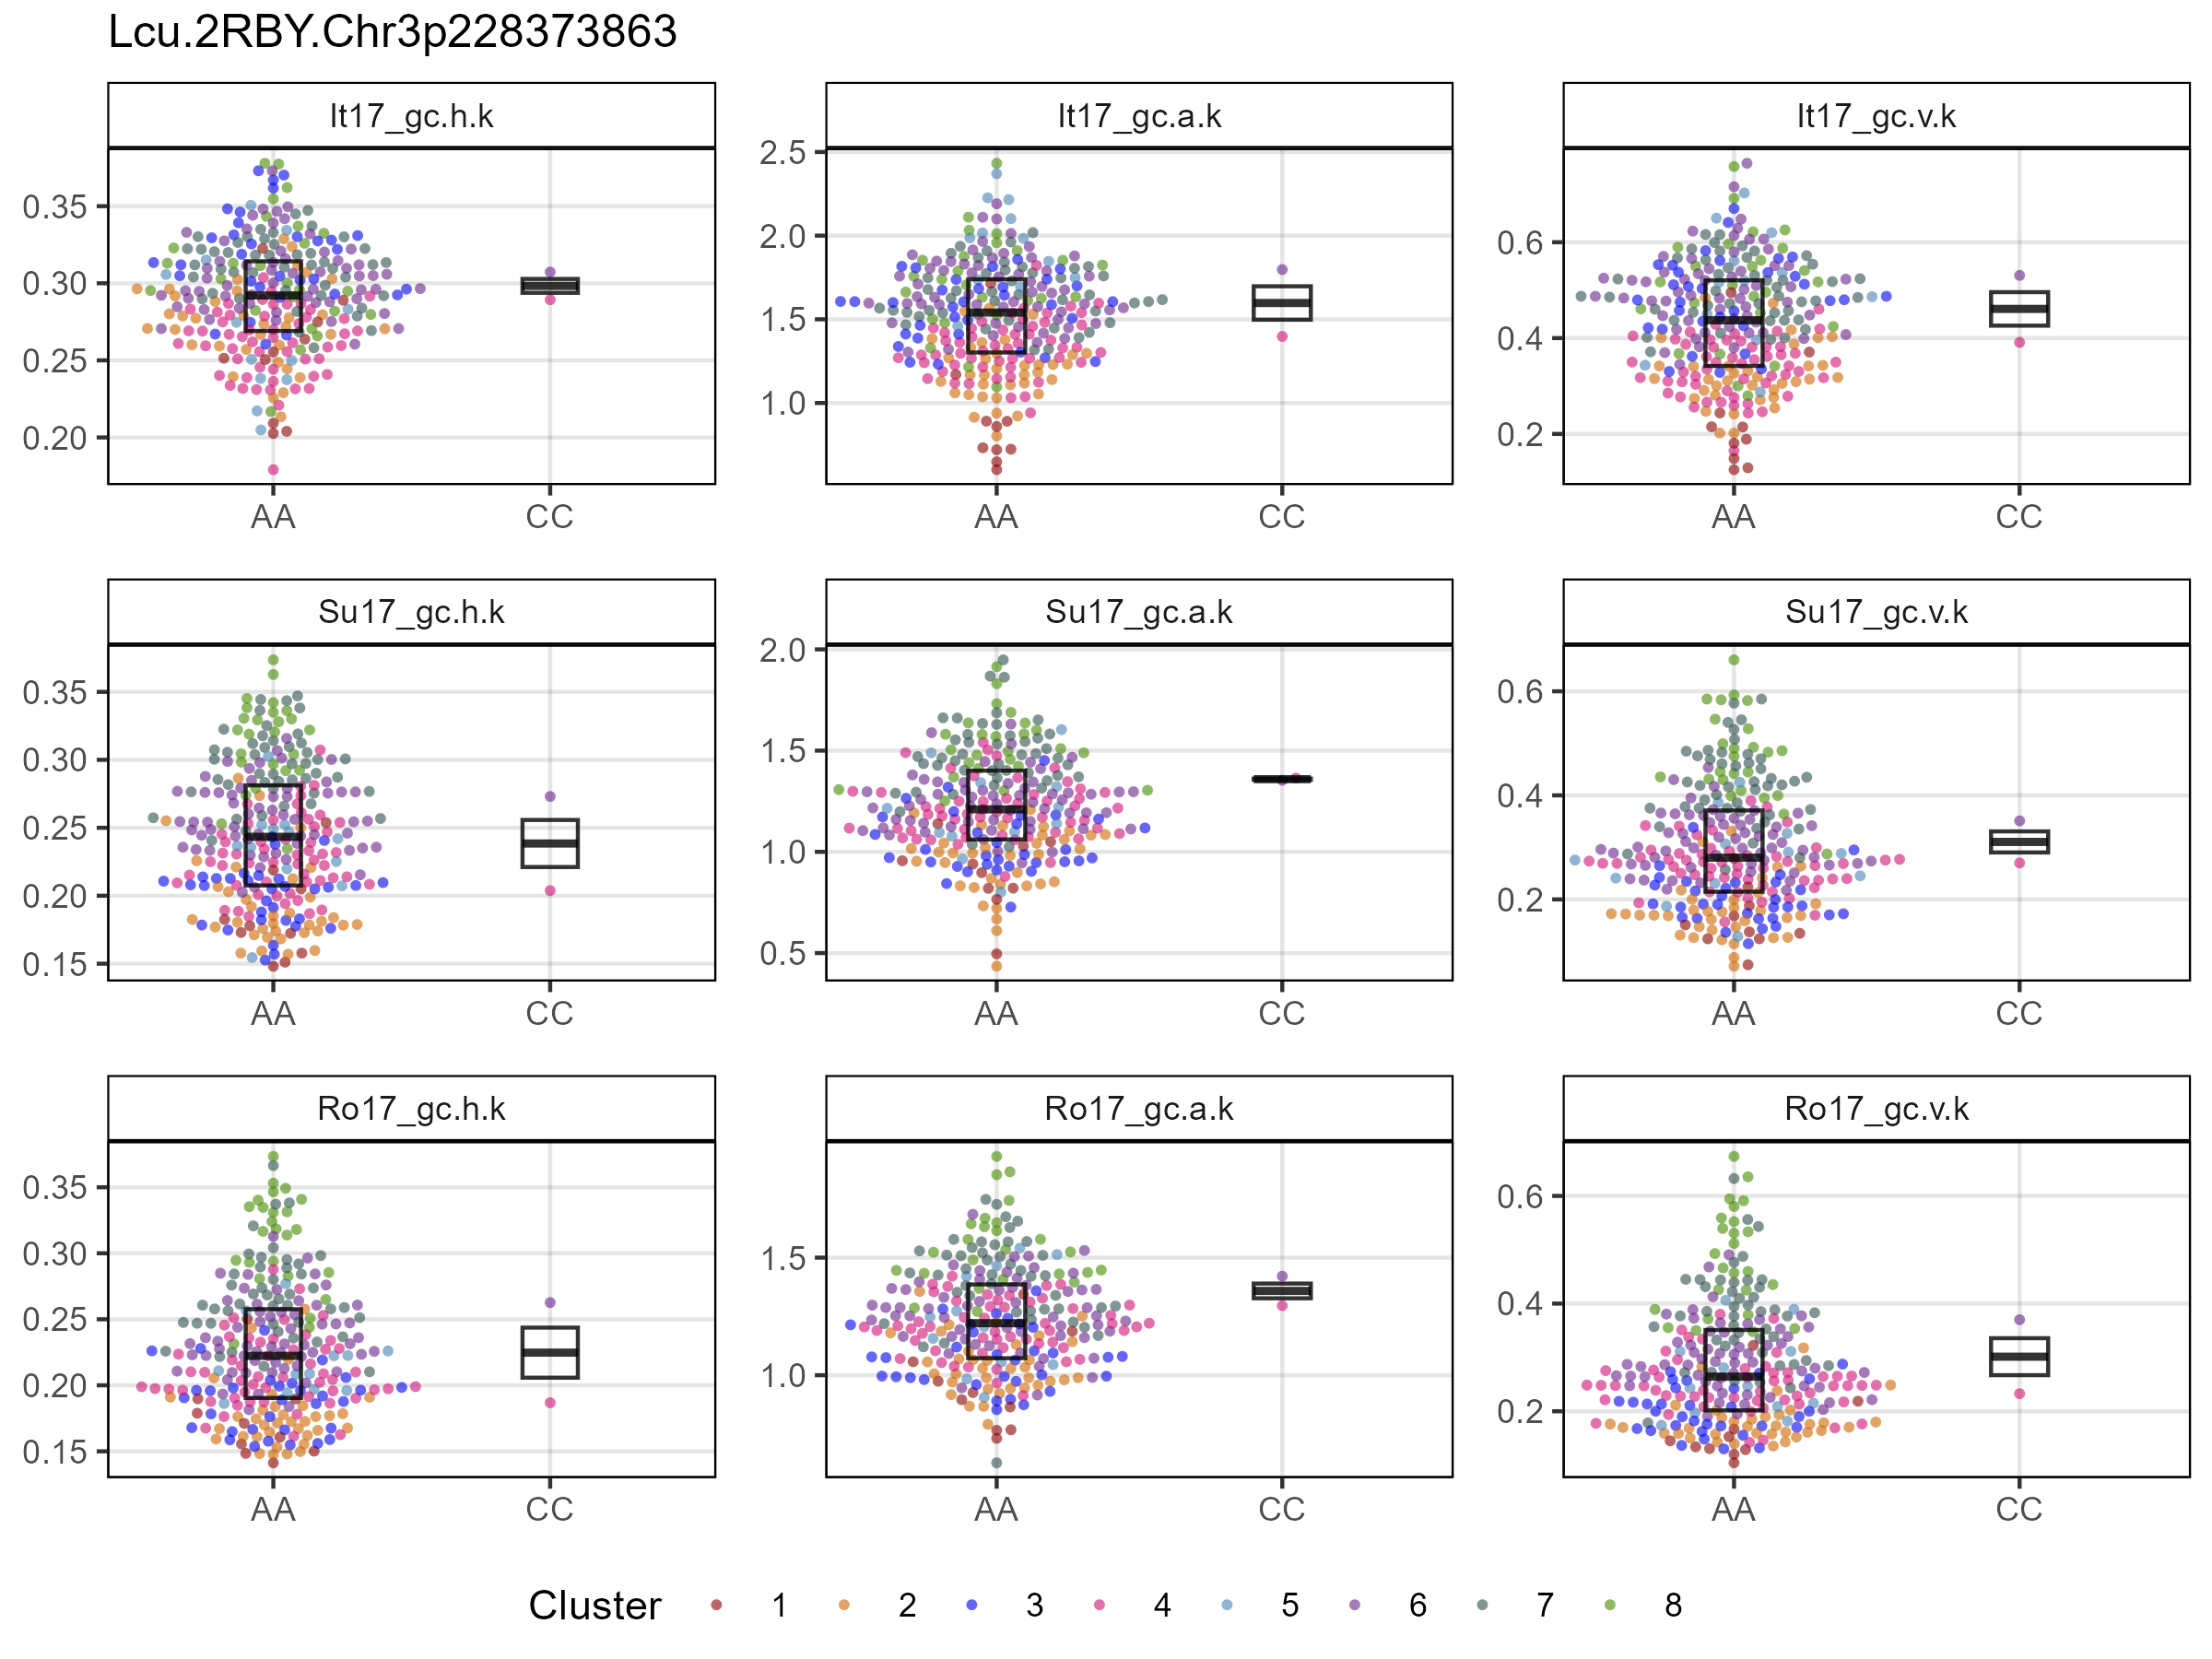 Lcu.2RBY.Chr3p228373863
It17_gc.h.k
It17_gc.a.k
It17_gc.v.k
0.35
0.30
0.25
0.20
AA
CC
2.5
2.0
1.5
1.0
AA
CC
0.6
0.4
0.2
AA
CC
Su17_gc.h.k
Su17_gc.a.k
Su17_gc.v.k
0.35
0.30
0.25
0.20
0.15
AA
CC
2.0
1.5
1.0
0.5
AA
CC
0.6
0.4
0.2
AA
CC
Ro17_gc.h.k
Ro17_gc.a.k
Ro17_gc.v.k
0.35
0.30
0.25
0.20
0.15
AA
CC
1.5
1.0
AA
CC
0.6
0.4
0.2
AA
CC
Cluster 1 2 3 4 5 6 7 8